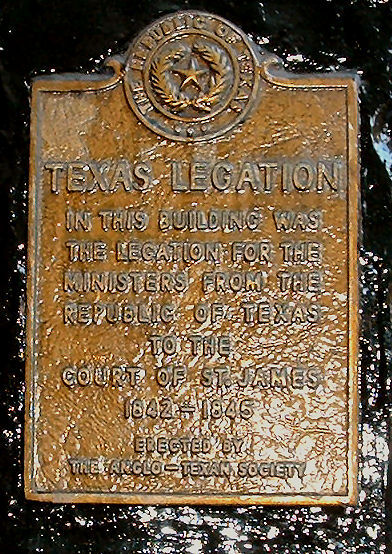 THE REPUBLIC OF TEXAS
TEXAS LEGATION
IN THIS BUILDING WAS
THE LEGATION FOR THE
MINISTERS FROM THE
REPUBLIC OF TEXAS
TO THE
COURT OF ST. JAMES
1842 – 1845
ERECTED BY
THE ANGLO – TEXAN SOCIETY